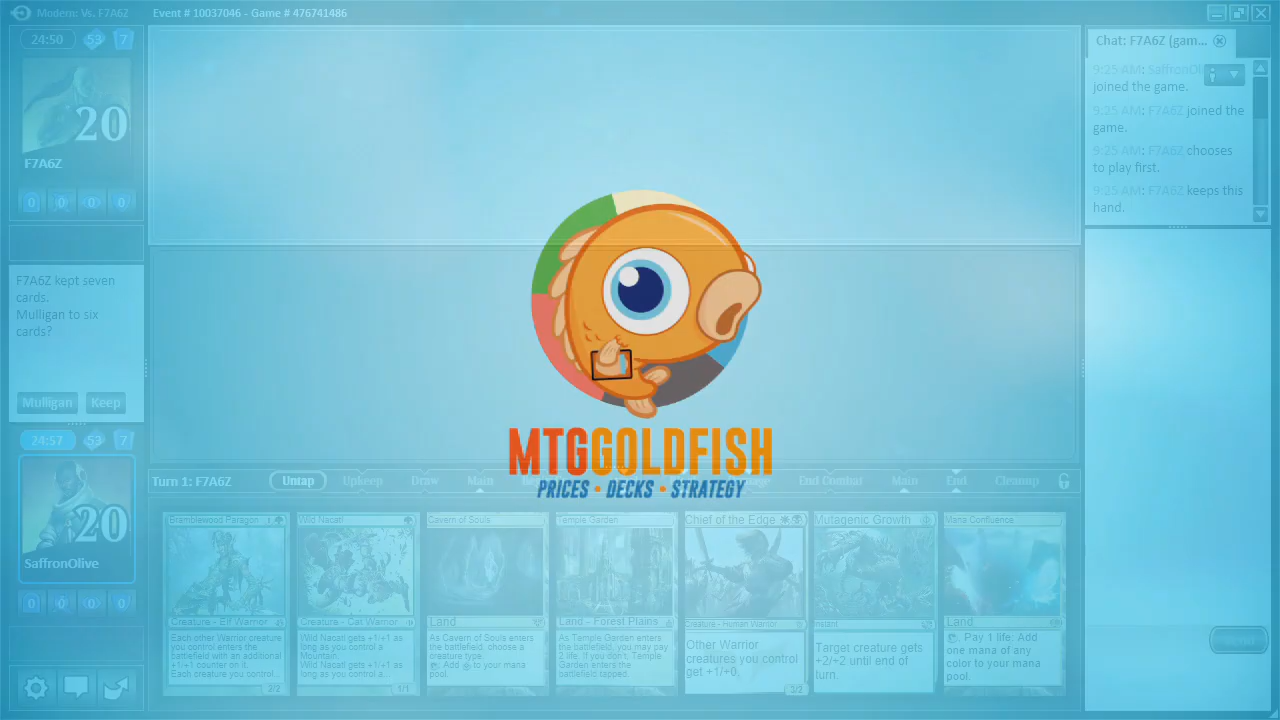 Modern: Vs. F7A6Z
Event # 10037046 - Game # 476741486
24:50
53
7
20
F7A6Z
0
0
0
0
F7A6Z kept seven
cards.
Mulligan to six
cards?
Mulligan
Keep
24:57
53
7
20
SaffronOlive
0
0
0
0
MTGGOLDFISH
PRICES • DECKS • STRATEGY
Turn 1: F7A6Z
Untap
Upkeep
Draw
Main
End Combat
Main
End
Cleanup
Bramblewood Paragon
Creature - Elf Warrior
Each other Warrior creature
you control enters the
battlefield with an additional
+1/+1 counter on it.
Each creature you control...
2/2
Wild Nacatl
Creature - Cat Warrior
Wild Nacatl gets +1/+1 as
long as you control a
Mountain.
Wild Nacatl gets +1/+1 as
long as you control a...
1/1
Cavern of Souls
Land
As Cavern of Souls enters
the battlefield, choose a
creature type.
: Add to your mana
pool.
Temple Garden
Land - Forest Plains
As Temple Garden enters
the battlefield, you may pay
2 life. If you don't, Temple
Garden enters the
battlefield tapped.
Chief of the Edge
Creature - Human Warrior
Other Warrior
creatures you control
get +1/+0.
3/2
Mutagenic Growth
Instant
Target creature gets
+2/+2 until end of
turn.
Mana Confluence
Land
, Pay 1 life: Add
one mana of any
color to your mana
pool.
Chat: F7A6Z (gam...
9:25 AM: SaffronOli
joined the game.
9:25 AM: F7A6Z joined the
game.
9:25 AM: F7A6Z chooses
to play first.
9:25 AM: F7A6Z keeps this
hand.